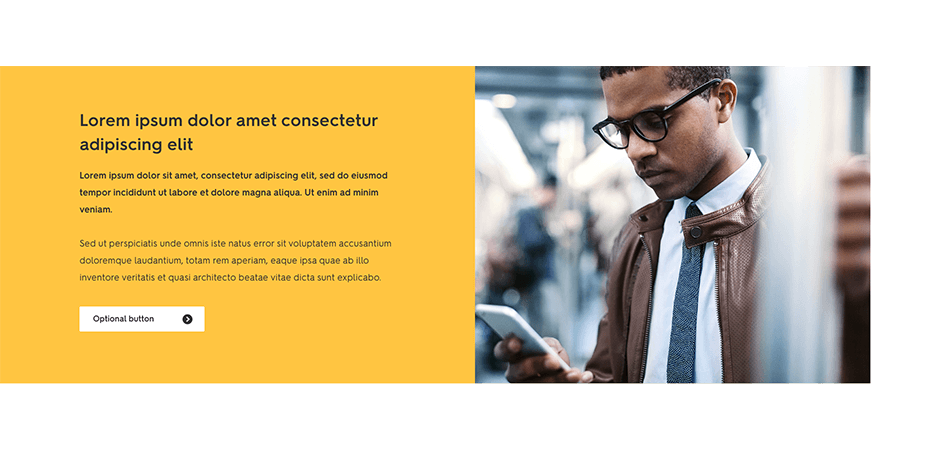 Lorem ipsum dolor amet consectetur
adipiscing elit
Lorem ipsum dolor sit amet, consectetur adipiscing elit, sed do eiusmod
tempor incididunt ut labore et dolore magna aliqua. Ut enim ad minim
veniam.
Sed ut perspiciatis unde omnis iste natus error sit voluptatem accusantium
doloremque laudantium, totam rem aperiam, eaque ipsa quae ab illo
inventore veritatis et quasi architecto beatae vitae dicta sunt explicabo.
Optional button